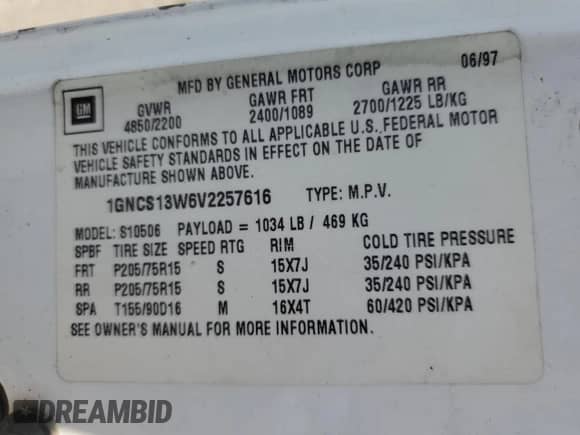 MFD BY GENERAL MOTORS CORP 06/97
GM
GVWR GAWR FRT GAWR RR
4850/2200 2400/1089 2700/1225 LB/KG
THIS VEHICLE CONFORMS TO ALL APPLICABLE U.S. FEDERAL MOTOR
VEHICLE SAFETY STANDARDS IN EFFECT ON THE DATE OF
MANUFACTURE SHOWN ABOVE.
1GNCS13W6V2257616 TYPE: M.P.V.
MODEL: S10506 PAYLOAD = 1034 LB / 469 KG
SPBF TIRE SIZE SPEED RTG RIM COLD TIRE PRESSURE
FRT P205/75R15 S 15X7J 35/240 PSI/KPA
RR P205/75R15 S 15X7J 35/240 PSI/KPA
SPA T155/90D16 M 16X4T 60/420 PSI/KPA
SEE OWNER'S MANUAL FOR MORE INFORMATION.
DREAMBID